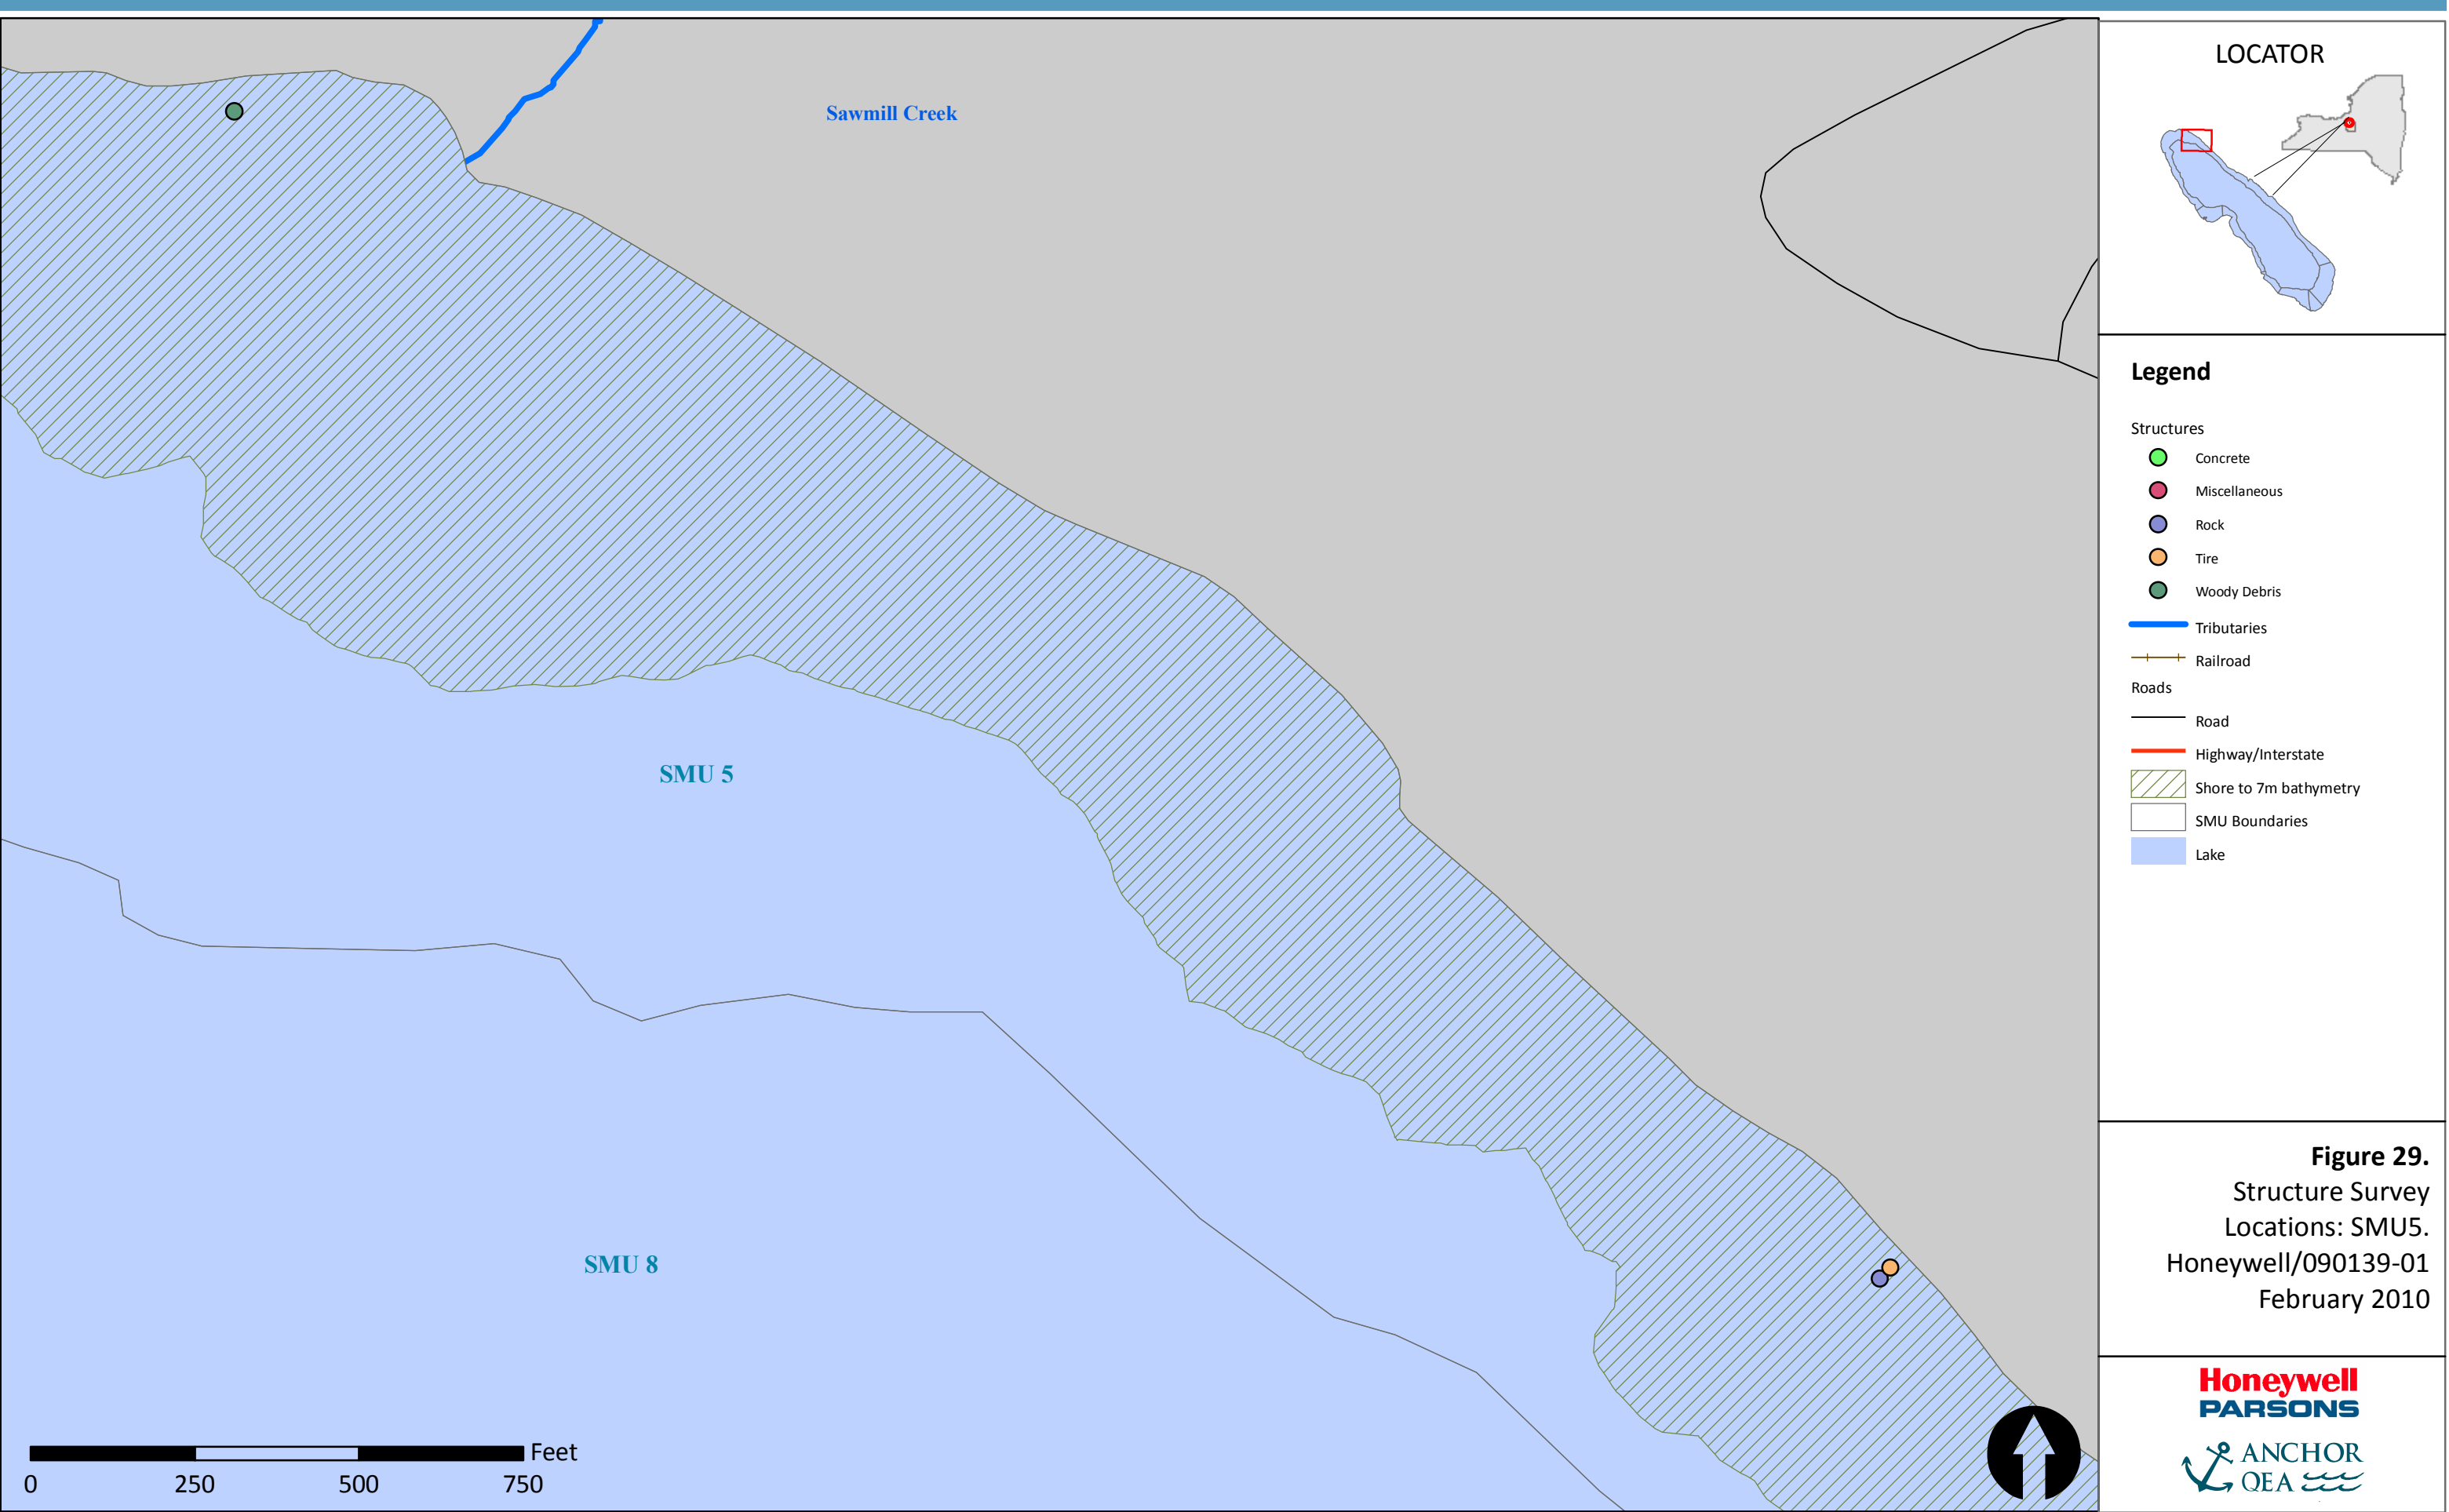 Sawmill Creek
SMU 5
SMU 8
Feet
0 250 500 750
LOCATOR
Legend
Structures
Concrete
Miscellaneous
Rock
Tire
Woody Debris
Tributaries
Railroad
Roads
Road
Highway/Interstate
Shore to 7m bathymetry
SMU Boundaries
Lake
Figure 29.
Structure Survey
Locations: SMU5.
Honeywell/090139-01
February 2010
Honeywell
PARSONS
ANCHOR
QEA